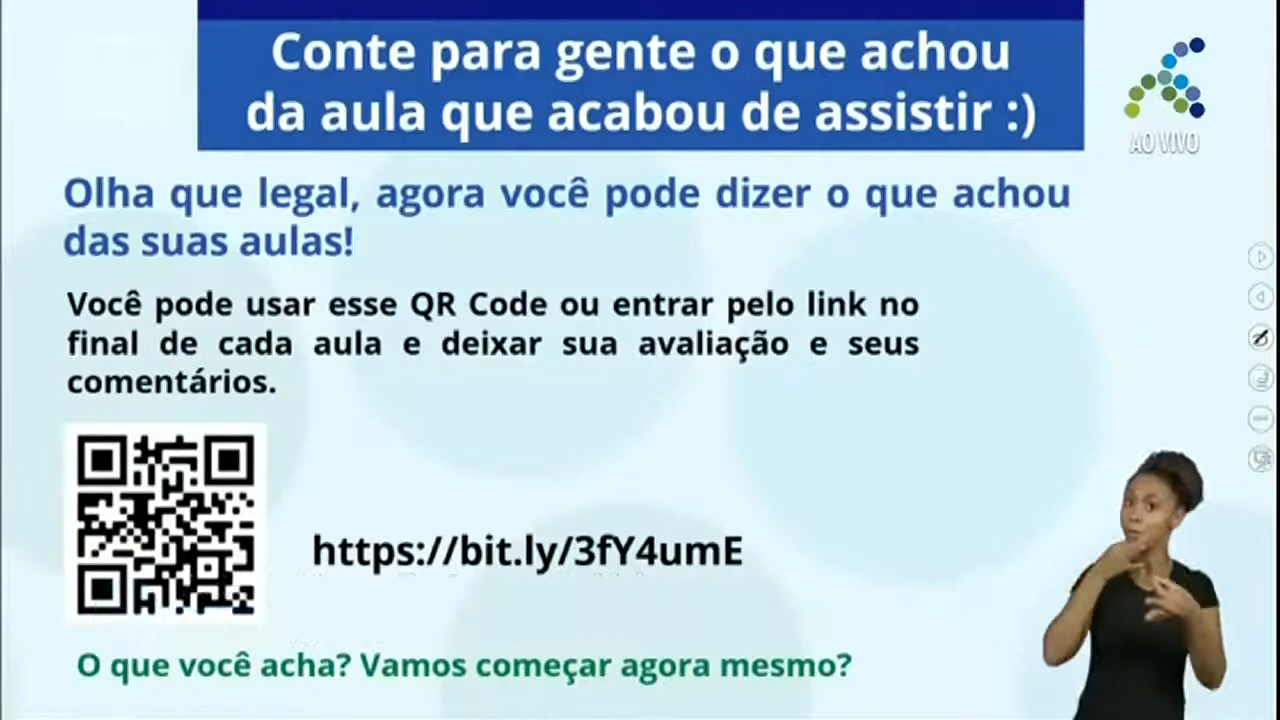 Conte para gente o que achou
da aula que acabou de assistir :)
AO VIVO
Olha que legal, agora você pode dizer o que achou
das suas aulas!
Você pode usar esse QR Code ou entrar pelo link no
final de cada aula e deixar sua avaliação e seus
comentários.
https://bit.ly/3fY4umE
O que você acha? Vamos começar agora mesmo?